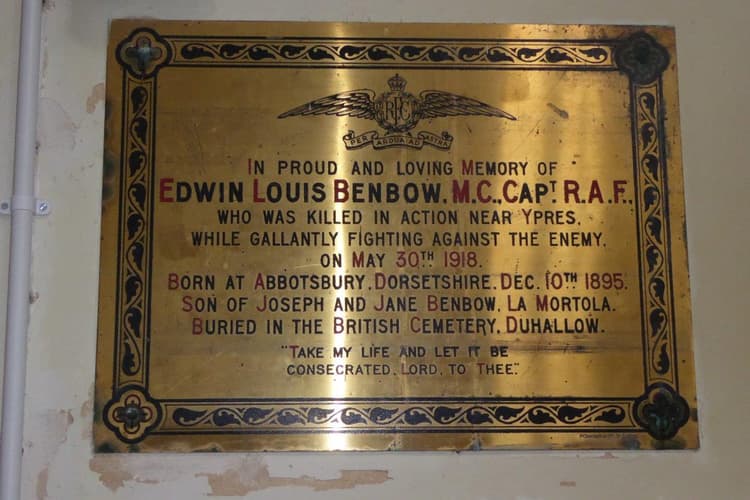 RFC
PER ARDUA AD ASTRA
IN PROUD AND LOVING MEMORY OF
EDWIN LOUIS BENBOW, M.C., CAPT. R.A.F.,
WHO WAS KILLED IN ACTION NEAR YPRES,
WHILE GALLANTLY FIGHTING AGAINST THE ENEMY,
ON MAY 30TH 1918.
BORN AT ABBOTSBURY, DORSETSHIRE, DEC. 10TH 1895.
SON OF JOSEPH AND JANE BENBOW, LA MORTOLA.
BURIED IN THE BRITISH CEMETERY, DUHALLOW.
"TAKE MY LIFE AND LET IT BE
CONSECRATED, LORD, TO THEE."